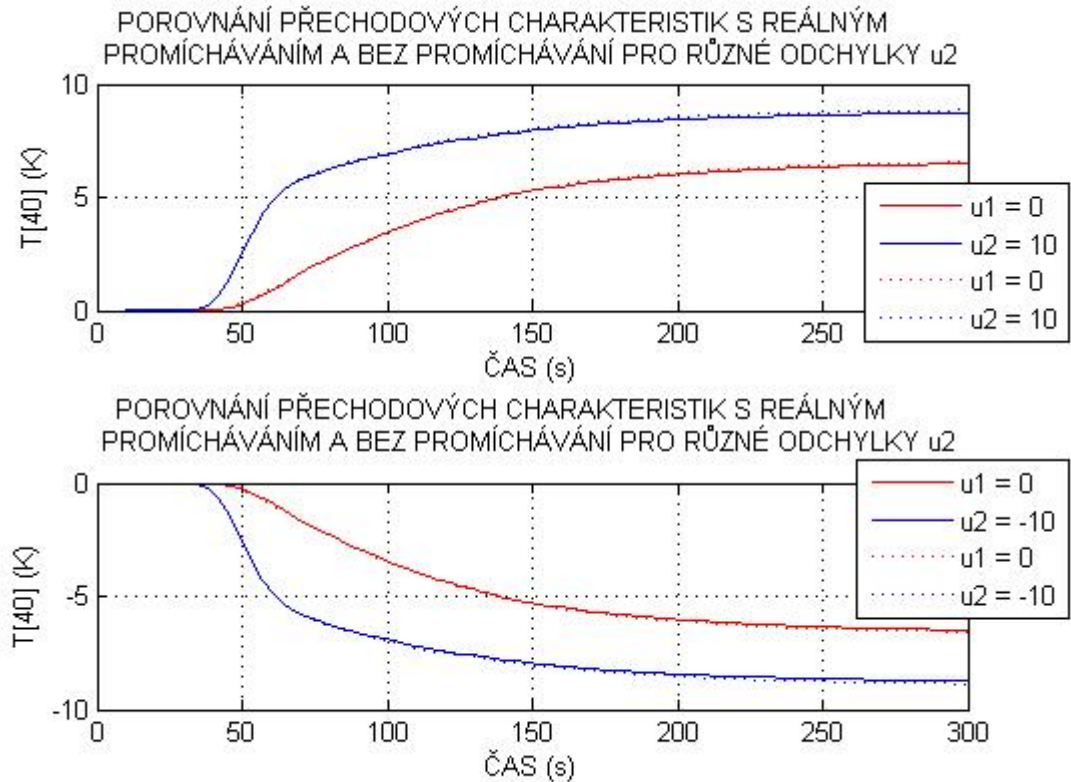 POROVNÁNÍ PŘECHODOVÝCH CHARAKTERISTIK S REÁLNÝM
PROMÍCHÁVÁNÍM A BEZ PROMÍCHÁVÁNÍ PRO RŮZNÉ ODCHYLKY u2
10
5
0
T[40] (K)
0 50 100 150 200 250 300
ČAS (s)
u1 = 0
u2 = 10
u1 = 0
u2 = 10
POROVNÁNÍ PŘECHODOVÝCH CHARAKTERISTIK S REÁLNÝM
PROMÍCHÁVÁNÍM A BEZ PROMÍCHÁVÁNÍ PRO RŮZNÉ ODCHYLKY u2
0
-5
-10
T[40] (K)
0 50 100 150 200 250 300
ČAS (s)
u1 = 0
u2 = -10
u1 = 0
u2 = -10